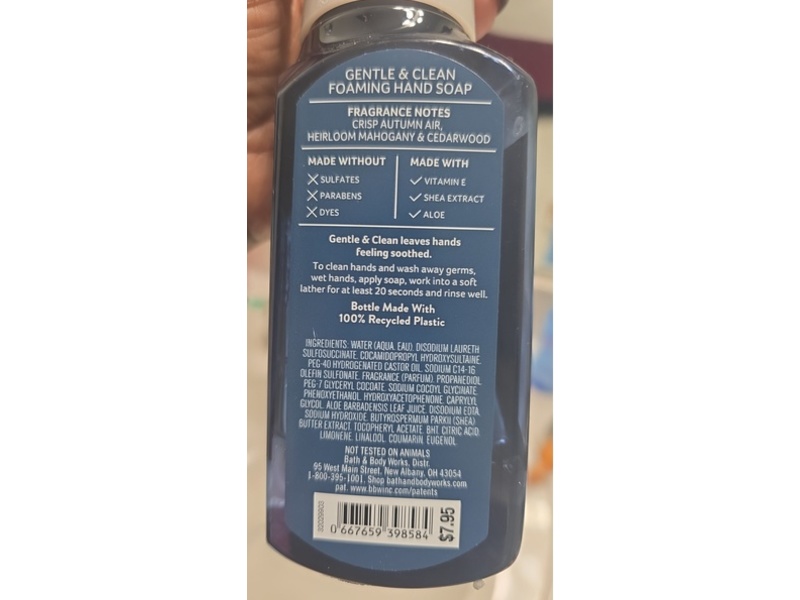 GENTLE & CLEAN
FOAMING HAND SOAP
FRAGRANCE NOTES
CRISP AUTUMN AIR,
HEIRLOOM MAHOGANY & CEDARWOOD
MADE WITHOUT
SULFATES
PARABENS
DYES
MADE WITH
VITAMIN E
SHEA EXTRACT
ALOE
Gentle & Clean leaves hands
feeling soothed.
To clean hands and wash away germs,
wet hands, apply soap, work into a soft
lather for at least 20 seconds and rinse well.
Bottle Made With
100% Recycled Plastic
INGREDIENTS: WATER (AQUA, EAU), DISODIUM LAURETH
SULFOSUCCINATE, COCAMIDOPROPYL HYDROXYSULTAINE,
PEG-40 HYDROGENATED CASTOR OIL, SODIUM C14-16
OLEFIN SULFONATE, FRAGRANCE (PARFUM), PROPANEDIOL,
PEG-7 GLYCERYL COCOATE, SODIUM COCOYL GLYCINATE,
PHENOXYETHANOL, HYDROXYACETOPHENONE, CAPRYLYL
GLYCOL, ALOE BARBADENSIS LEAF JUICE, DISODIUM EDTA,
SODIUM HYDROXIDE, BUTYROSPERMUM PARKII (SHEA)
BUTTER EXTRACT, TOCOPHERYL ACETATE, BHT, CITRIC ACID,
LIMONENE, LINALOOL, COUMARIN, EUGENOL.
NOT TESTED ON ANIMALS
Bath & Body Works, Distr.
95 West Main Street, New Albany, OH 43054
1-800-395-1001. Shop bathandbodyworks.com
pat. www.bbwinc.com/patents
0 667659 398584
$7.95